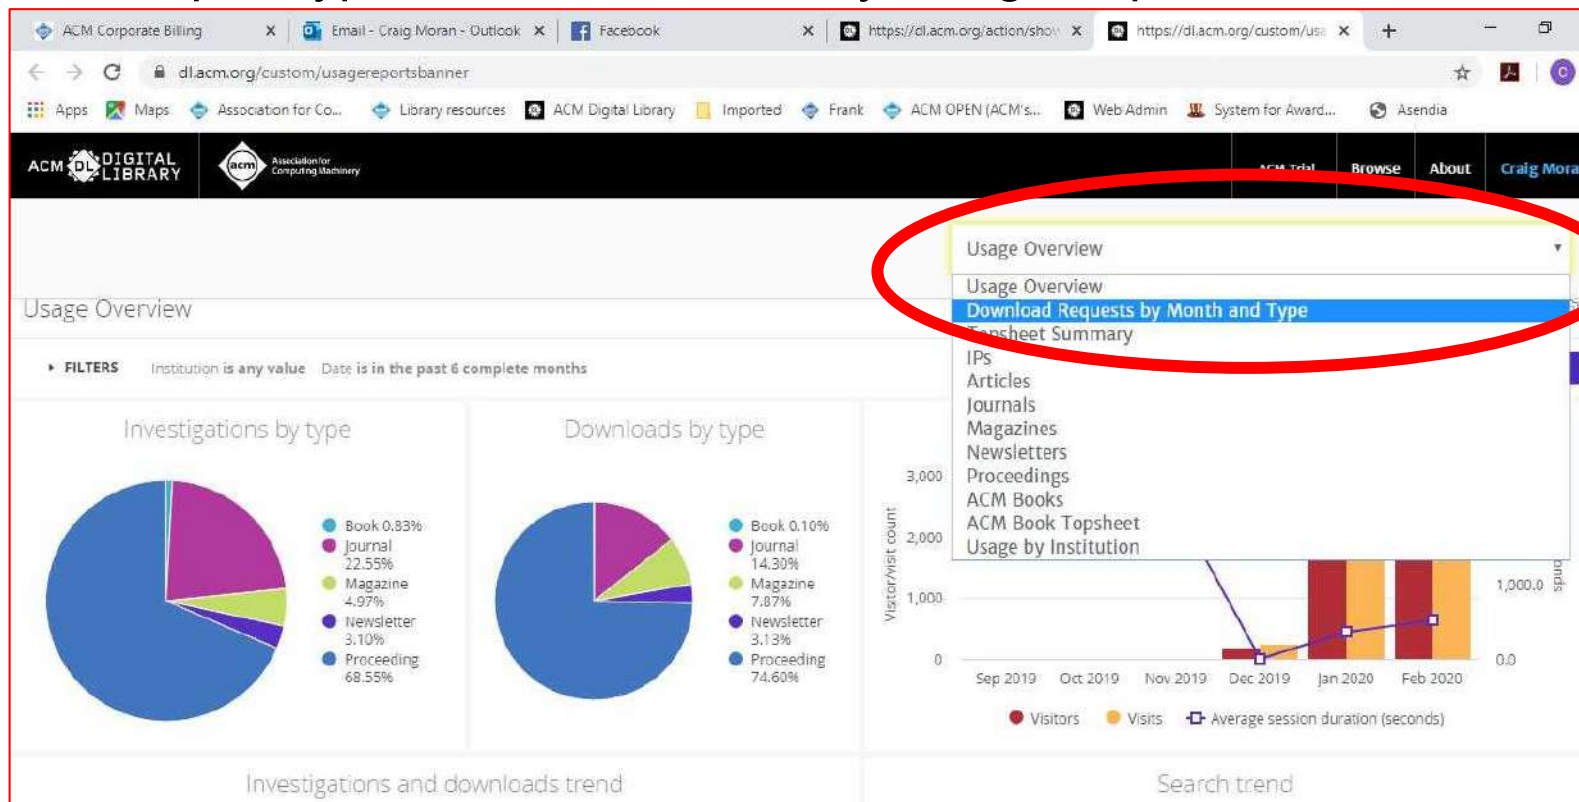 ACM Corporate Billing
Email - Craig Moran - Outlook
Facebook
https://dl.acm.org/action/show
https://dl.acm.org/custom/usa
dl.acm.org/custom/usagereportsbanner
C
Apps
Maps
Association for Co...
Library resources
ACM Digital Library
Imported
Frank
ACM OPEN (ACM's...
Web Admin
System for Award...
Asendia
ACM DL DIGITAL LIBRARY
acm Association for Computing Machinery
ACM Trial
Browse
About
Craig Mora
Usage Overview
Usage Overview
Download Requests by Month and Type
Topsheet Summary
IPs
Articles
Journals
Magazines
Newsletters
Proceedings
ACM Books
ACM Book Topsheet
Usage by Institution
Usage Overview
FILTERS Institution is any value Date is in the past 6 complete months
Investigations by type
Book 0.83%
Journal
22.55%
Magazine
4.97%
Newsletter
3.10%
Proceeding
68.55%
Downloads by type
Book 0.10%
Journal
14.30%
Magazine
7.87%
Newsletter
3.13%
Proceeding
74.60%
Visitor/visit count
3,000
2,000
1,000
0
1,000.0
0.0
Sep 2019 Oct 2019 Nov 2019 Dec 2019 Jan 2020 Feb 2020
Visitors Visits Average session duration (seconds)
Investigations and downloads trend
Search trend